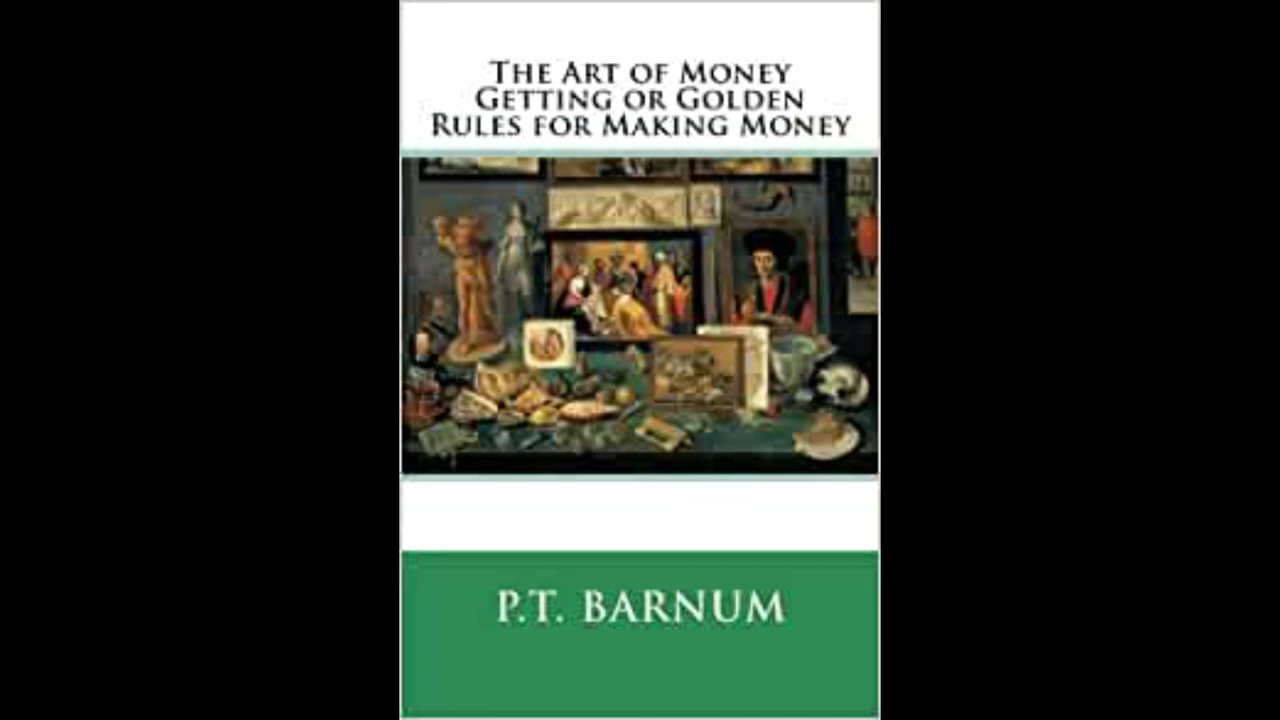 The Art of Money
Getting or Golden
Rules for Making Money
P.T. BARNUM